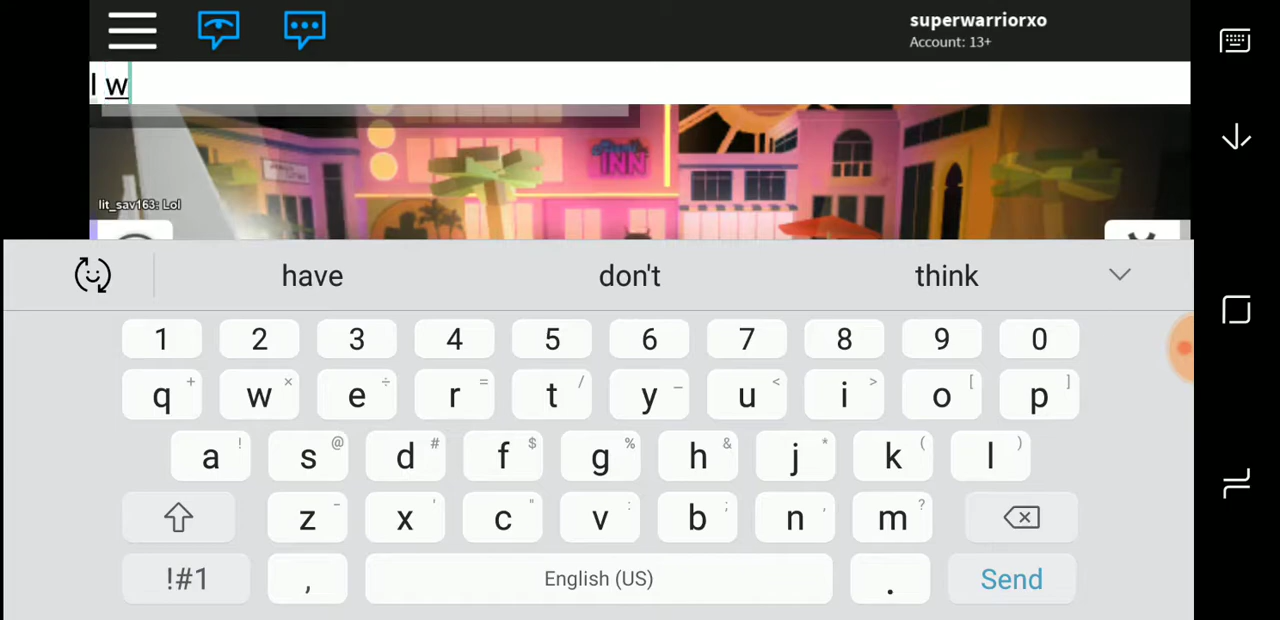 superwarriorxo
Account: 13+
I w
INN
lit_sav163: Lol
have don't think
1 2 3 4 5 6 7 8 9 0
q + w × e ÷ r = t / y _ u < i > o [ p ]
a ! s @ d # f $ g % h & j * k ( l )
z - x ' c " v : b ; n , m ?
!#1 , English (US) . Send